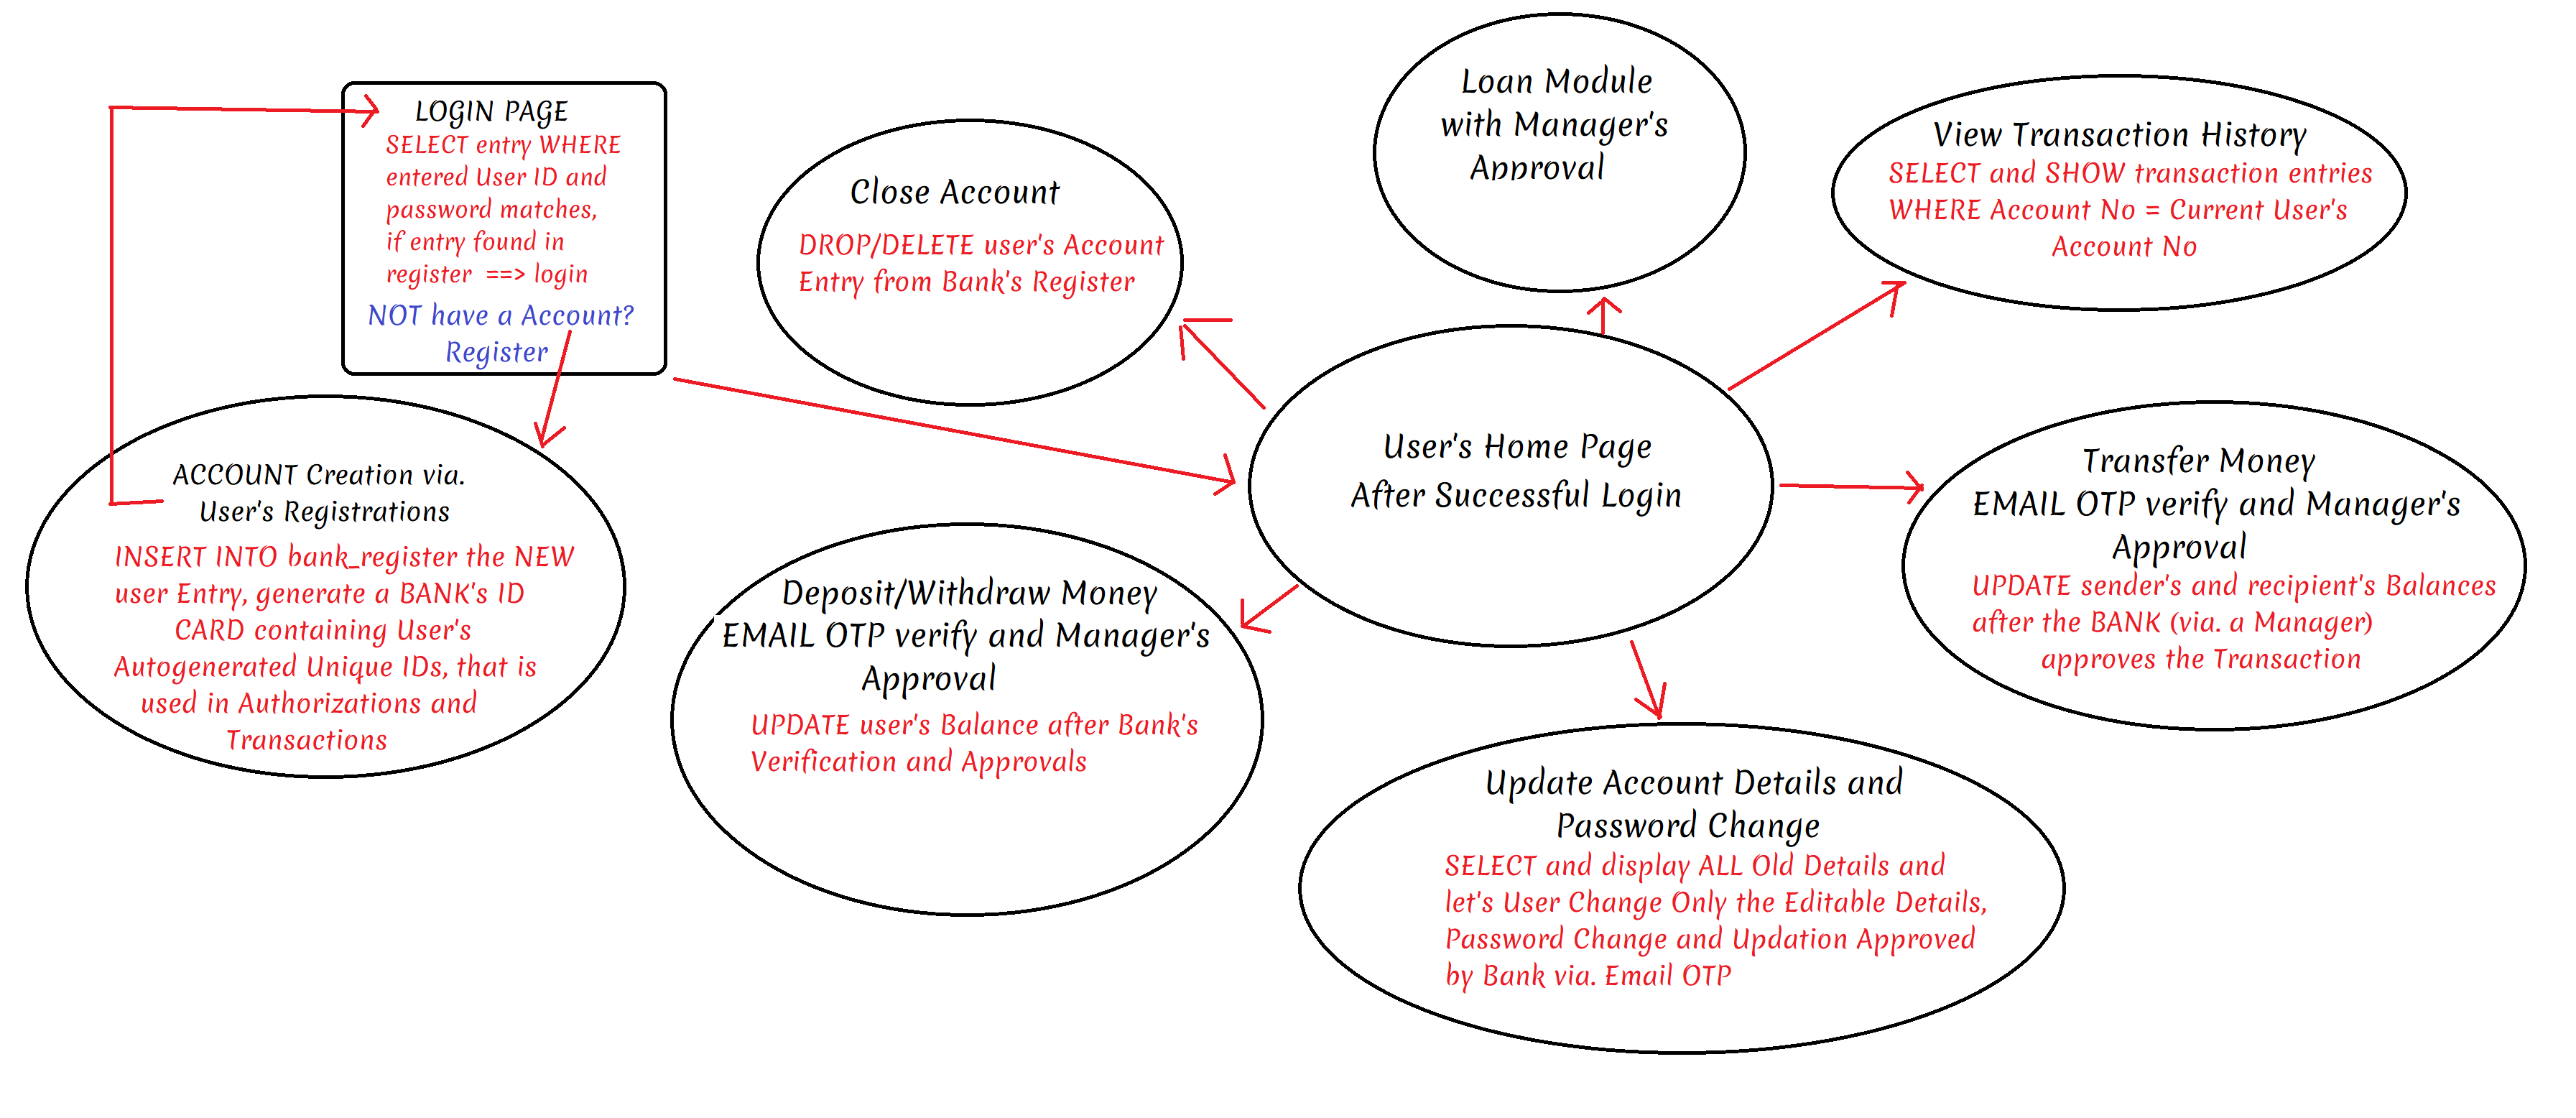 LOGIN PAGE
SELECT entry WHERE
entered User ID and
password matches,
if entry found in
register ==> login
NOT have a Account?
Register
ACCOUNT Creation via.
User's Registrations
INSERT INTO bank_register the NEW
user Entry, generate a BANK's ID
CARD containing User's
Autogenerated Unique IDs, that is
used in Authorizations and
Transactions
Close Account
DROP/DELETE user's Account
Entry from Bank's Register
Loan Module
with Manager's
Approval
View Transaction History
SELECT and SHOW transaction entries
WHERE Account No = Current User's
Account No
User's Home Page
After Successful Login
Transfer Money
EMAIL OTP verify and Manager's
Approval
UPDATE sender's and recipient's Balances
after the BANK (via. a Manager)
approves the Transaction
Deposit/Withdraw Money
EMAIL OTP verify and Manager's
Approval
UPDATE user's Balance after Bank's
Verification and Approvals
Update Account Details and
Password Change
SELECT and display ALL Old Details and
let's User Change Only the Editable Details,
Password Change and Updation Approved
by Bank via. Email OTP